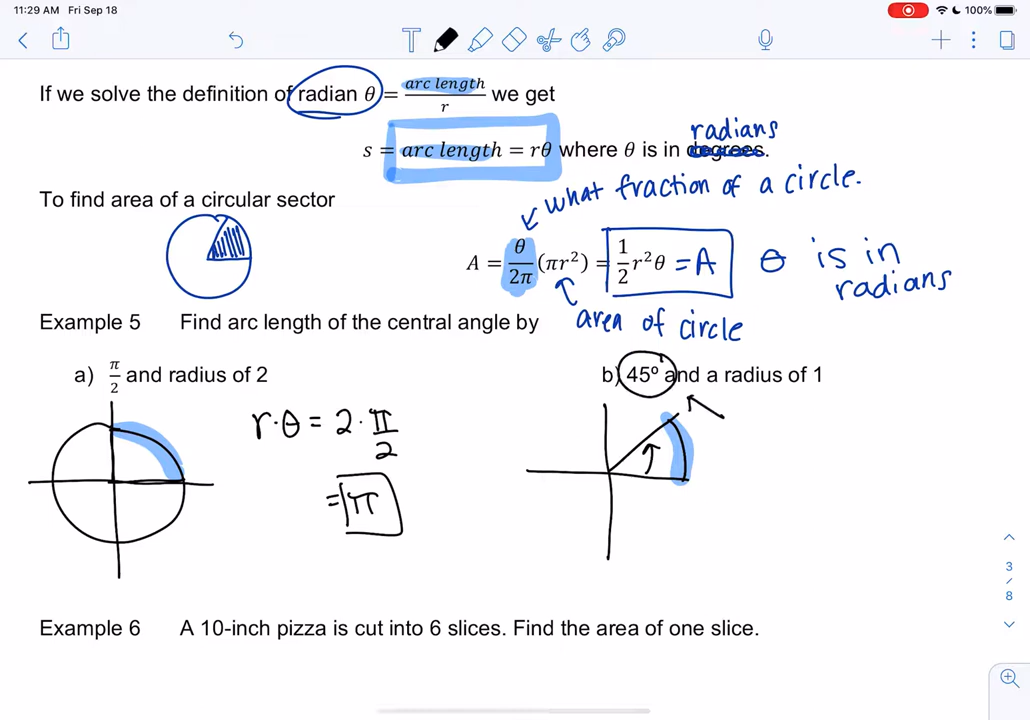 11:29 AM Fri Sep 18 100%
If we solve the definition of radian θ = arc length / r we get
radians
s = arc length = rθ where θ is in degrees.
what fraction of a circle.
To find area of a circular sector
A = θ/2π (πr²) = 1/2 r²θ = A θ is in
radians
area of circle
Example 5 Find arc length of the central angle by
a) π/2 and radius of 2 b) 45º and a radius of 1
r·θ = 2·π/2
= π
3
/
8
Example 6 A 10-inch pizza is cut into 6 slices. Find the area of one slice.